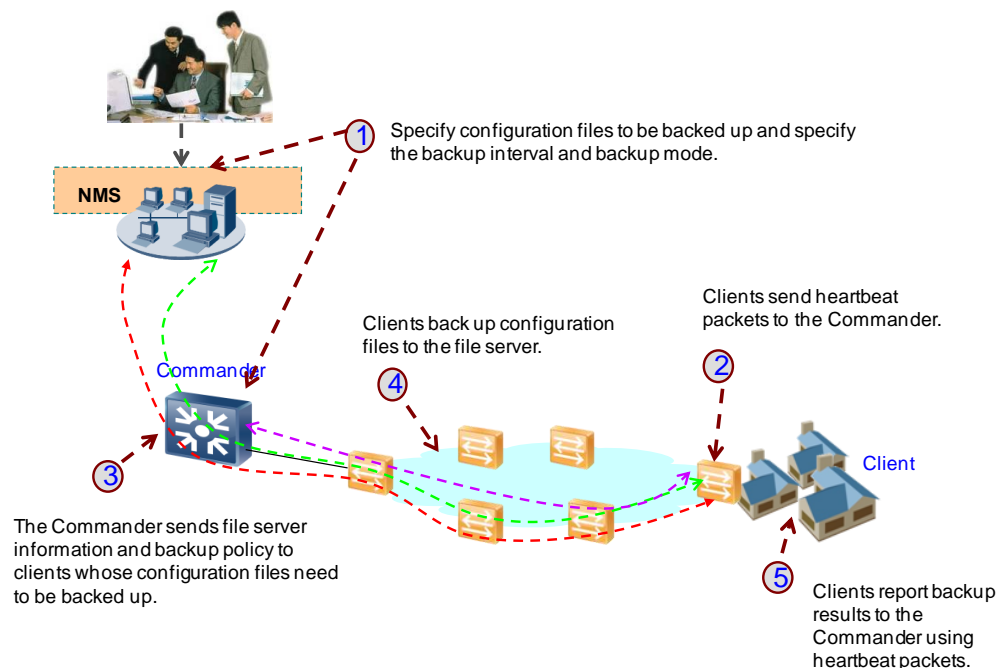 1
Specify configuration files to be backed up and specify
the backup interval and backup mode.
NMS
Clients send heartbeat
packets to the Commander.
2
Clients back up configuration
files to the file server.
4
Commander
3
The Commander sends file server
information and backup policy to
clients whose configuration files need
to be backed up.
Client
5
Clients report backup
results to the
Commander using
heartbeat packets.